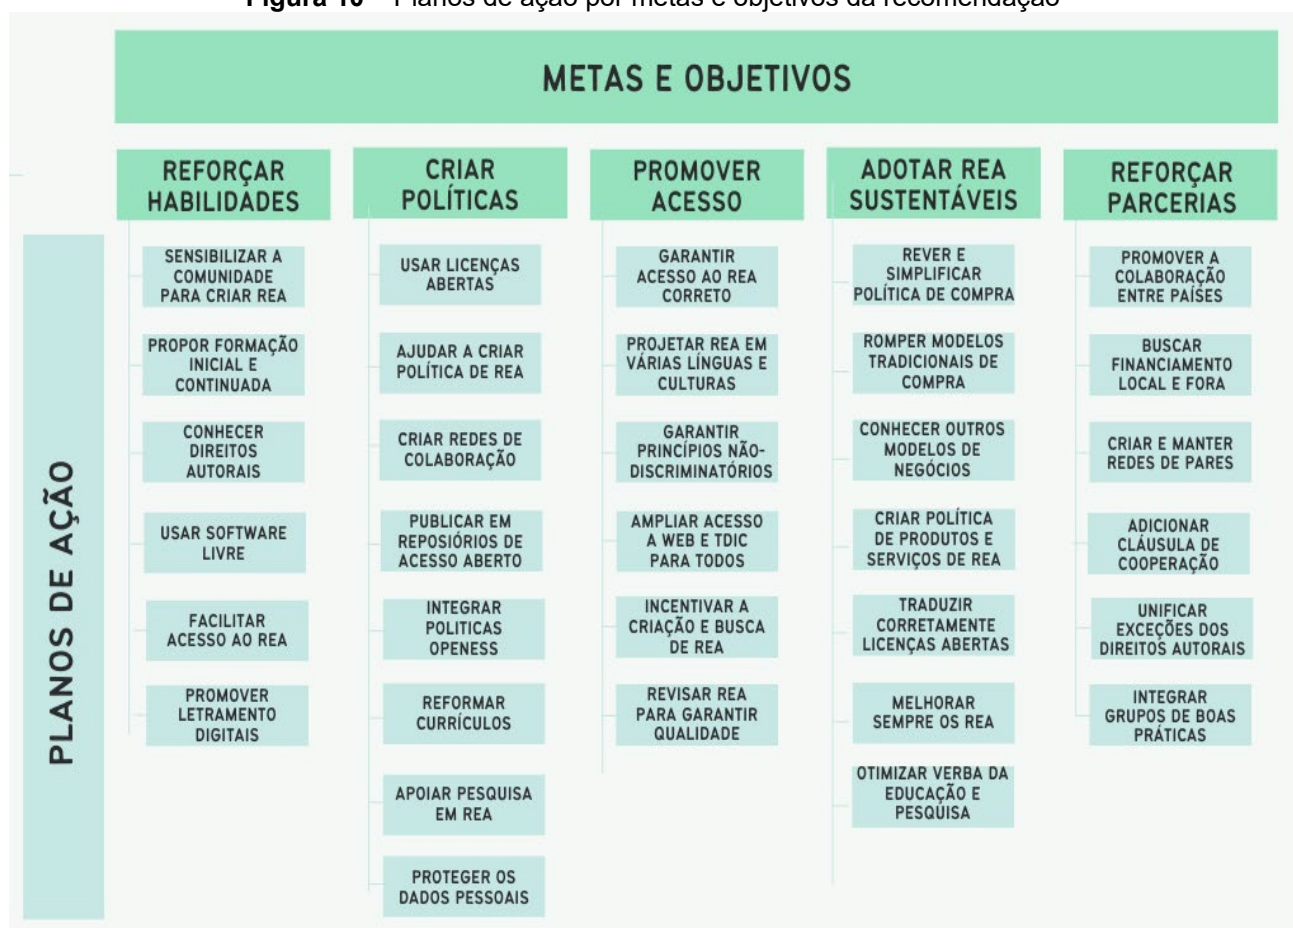 Figura 10 – Planos de ação por metas e objetivos da recomendação
METAS E OBJETIVOS
REFORÇAR
HABILIDADES
SENSIBILIZAR A
COMUNIDADE
PARA CRIAR REA
PROPOR FORMAÇÃO
INICIAL E
CONTINUADA
CONHECER
DIREITOS
AUTORAIS
USAR SOFTWARE
LIVRE
FACILITAR
ACESSO AO REA
PROMOVER
LETRAMENTO
DIGITAIS
CRIAR
POLÍTICAS
USAR LICENÇAS
ABERTAS
AJUDAR A CRIAR
POLÍTICA DE REA
CRIAR REDES DE
COLABORAÇÃO
PUBLICAR EM
REPOSIÓRIOS DE
ACESSO ABERTO
INTEGRAR
POLITICAS
OPENESS
REFORMAR
CURRÍCULOS
APOIAR PESQUISA
EM REA
PROTEGER OS
DADOS PESSOAIS
PROMOVER
ACESSO
GARANTIR
ACESSO AO REA
CORRETO
PROJETAR REA EM
VÁRIAS LÍNGUAS E
CULTURAS
GARANTIR
PRINCÍPIOS NÃO-
DISCRIMINATÓRIOS
AMPLIAR ACESSO
A WEB E TDIC
PARA TODOS
INCENTIVAR A
CRIAÇÃO E BUSCA
DE REA
REVISAR REA
PARA GARANTIR
QUALIDADE
ADOTAR REA
SUSTENTÁVEIS
REVER E
SIMPLIFICAR
POLÍTICA DE COMPRA
ROMPER MODELOS
TRADICIONAIS DE
COMPRA
CONHECER OUTROS
MODELOS DE
NEGÓCIOS
CRIAR POLÍTICA
DE PRODUTOS E
SERVIÇOS DE REA
TRADUZIR
CORRETAMENTE
LICENÇAS ABERTAS
MELHORAR
SEMPRE OS REA
OTIMIZAR VERBA DA
EDUCAÇÃO E
PESQUISA
REFORÇAR
PARCERIAS
PROMOVER A
COLABORAÇÃO
ENTRE PAÍSES
BUSCAR
FINANCIAMENTO
LOCAL E FORA
CRIAR E MANTER
REDES DE PARES
ADICIONAR
CLÁUSULA DE
COOPERAÇÃO
UNIFICAR
EXCEÇÕES DOS
DIREITOS AUTORAIS
INTEGRAR
GRUPOS DE BOAS
PRÁTICAS
PLANOS DE AÇÃO